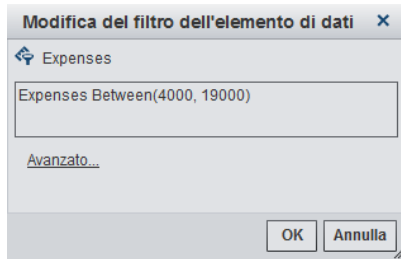 Modifica del filtro dell'elemento di dati ×
Expenses
Expenses Between(4000, 19000)
Avanzato...
OK Annulla